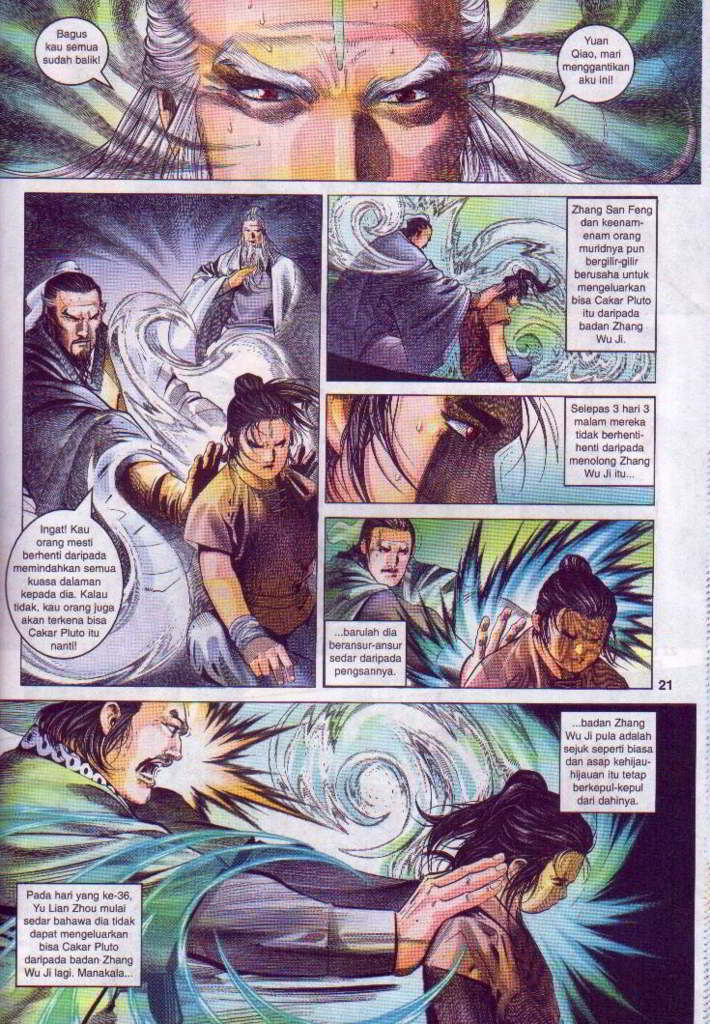 Bagus
kau semua
sudah balik!
Yuan
Qiao, mari
menggantikan
aku ini!
Ingat! Kau
orang mesti
berhenti daripada
memindahkan semua
kuasa dalaman
kepada dia. Kalau
tidak, kau orang juga
akan terkena bisa
Cakar Pluto itu
nanti!
Zhang San Feng
dan keenam-
enam orang
muridnya pun
bergilir-gilir
berusaha untuk
mengeluarkan
bisa Cakar Pluto
itu daripada
badan Zhang
Wu Ji.
Selepas 3 hari 3
malam mereka
tidak berhenti-
henti daripada
menolong Zhang
Wu Ji itu...
...barulah dia
beransur-ansur
sedar daripada
pengsannya.
21
Pada hari yang ke-36,
Yu Lian Zhou mulai
sedar bahawa dia tidak
dapat mengeluarkan
bisa Cakar Pluto
daripada badan Zhang
Wu Ji lagi. Manakala...
...badan Zhang
Wu Ji pula adalah
sejuk seperti biasa
dan asap kehijau-
hijauan itu tetap
berkepul-kepul
dari dahinya.